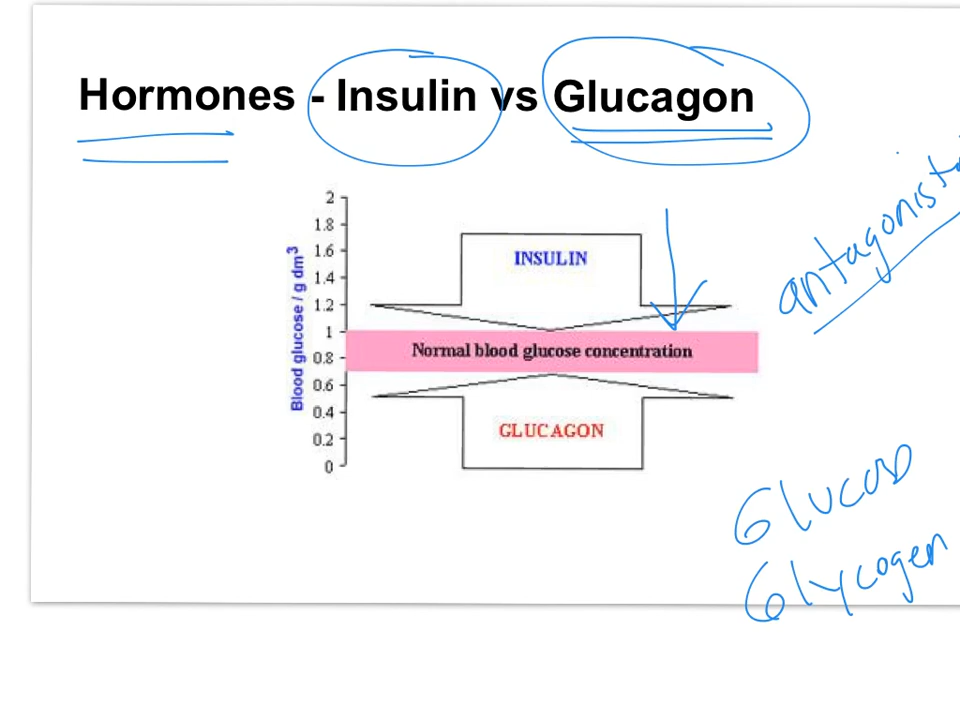 Hormones - Insulin vs Glucagon
Blood glucose / g dm³
2
1.8
1.6
1.4
1.2
1
0.8
0.6
0.4
0.2
0
INSULIN
Normal blood glucose concentration
GLUCAGON
Glycogen